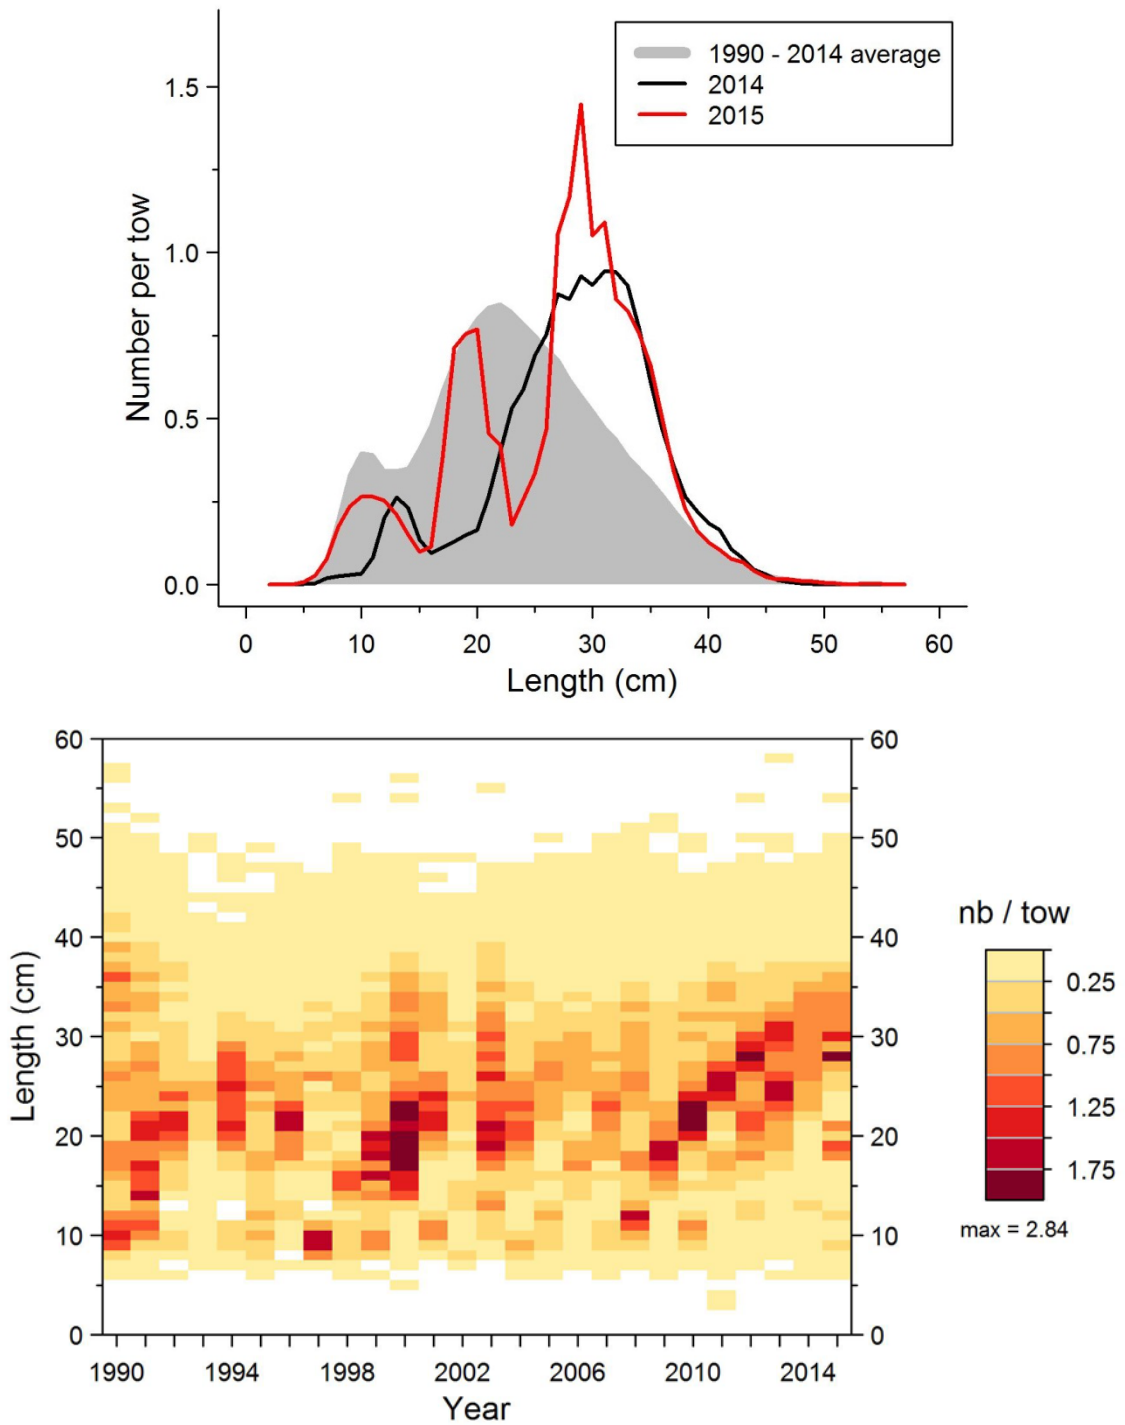 1990 - 2014 average
2014
2015
1.5
1.0
0.5
0.0
Number per tow
0 10 20 30 40 50 60
Length (cm)
60 60
50 50
40 40
30 30
20 20
10 10
0 0
Length (cm)
1990 1994 1998 2002 2006 2010 2014
Year
nb / tow
0.25
0.75
1.25
1.75
max = 2.84